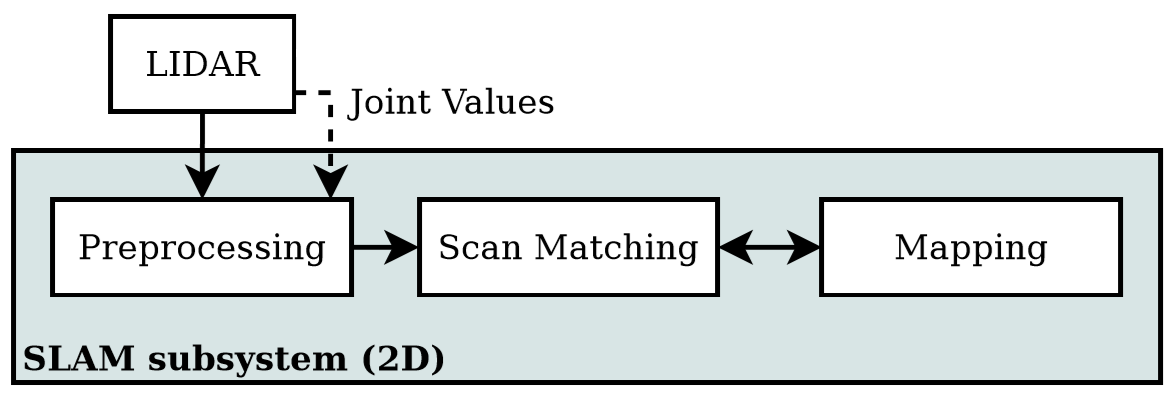 LIDAR
Joint Values
Preprocessing
Scan Matching
Mapping
SLAM subsystem (2D)